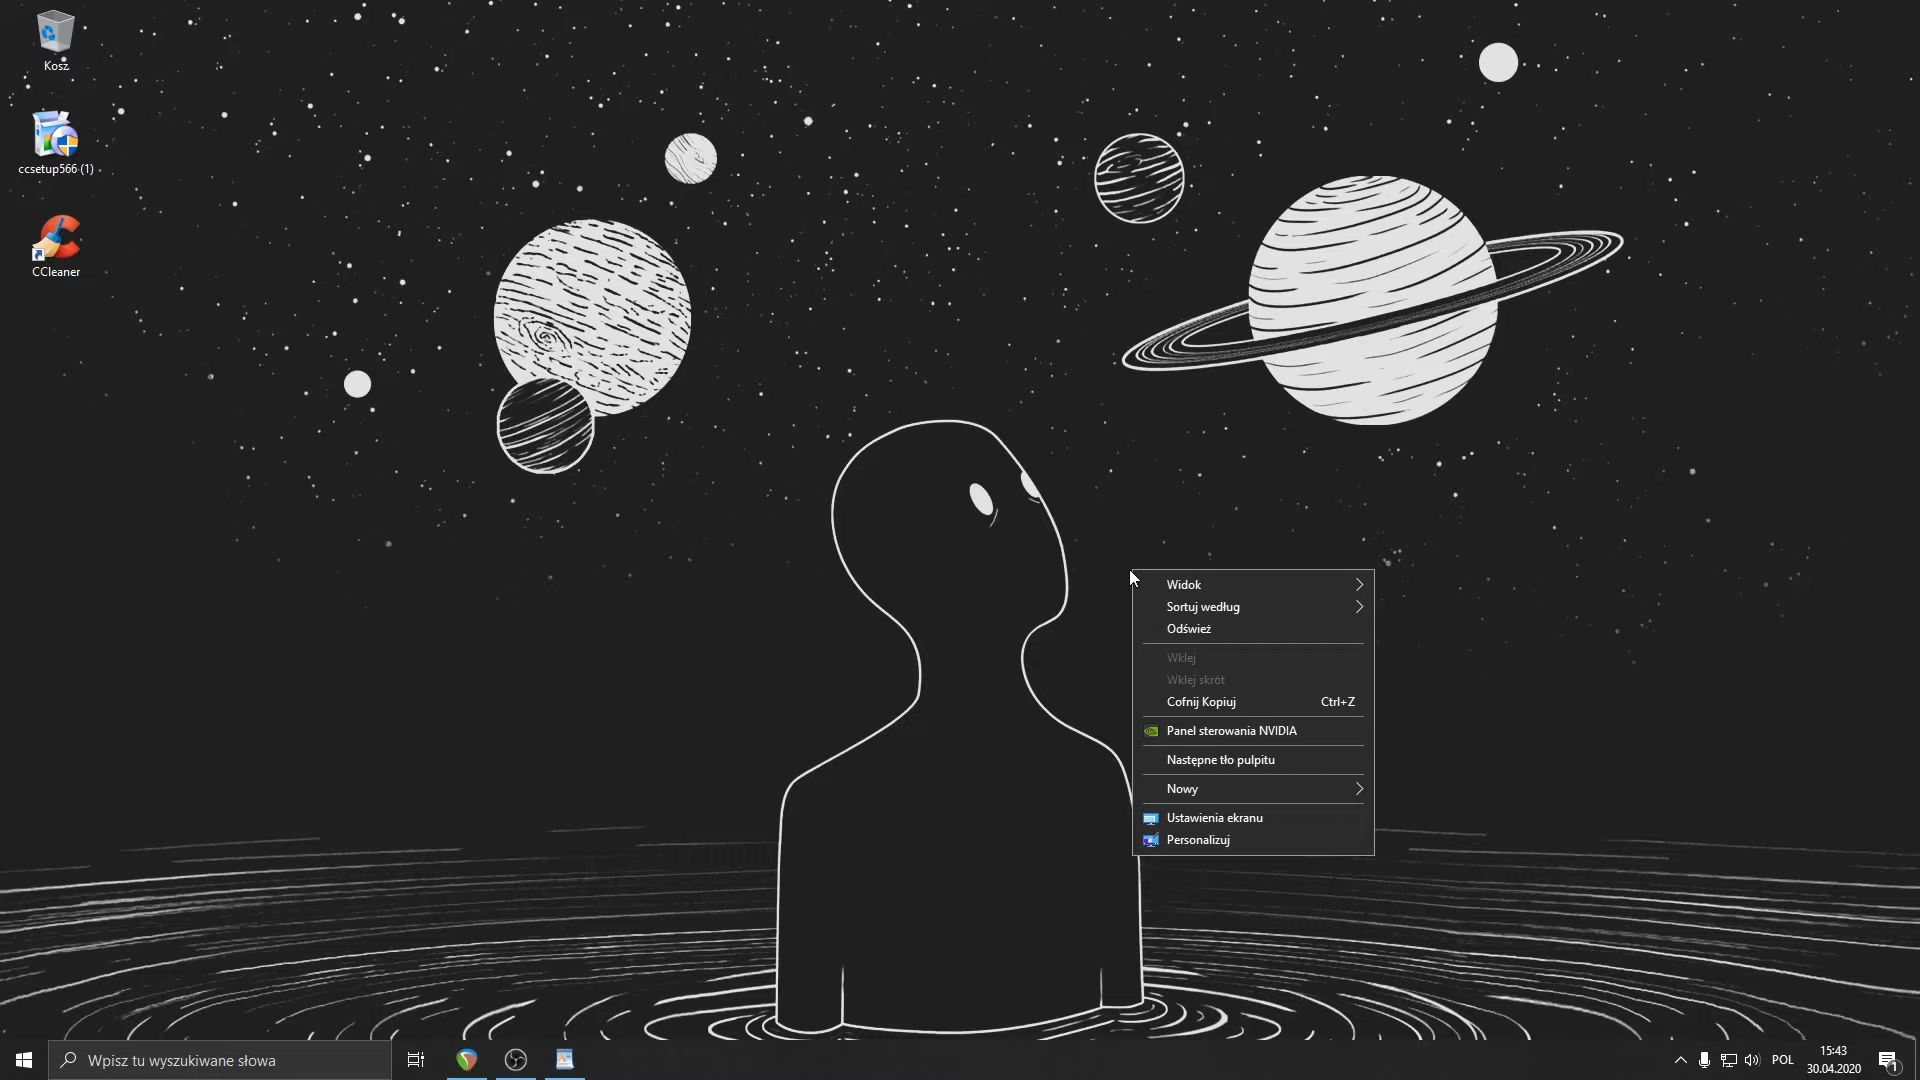 Kosz
ccsetup566 (1)
CCleaner
Widok
Sortuj według
Odśwież
Wklej
Wklej skrót
Cofnij Kopiuj Ctrl+Z
Panel sterowania NVIDIA
Następne tło pulpitu
Nowy
Ustawienia ekranu
Personalizuj
Wpisz tu wyszukiwane słowa
POL
15:43
30.04.2020
1